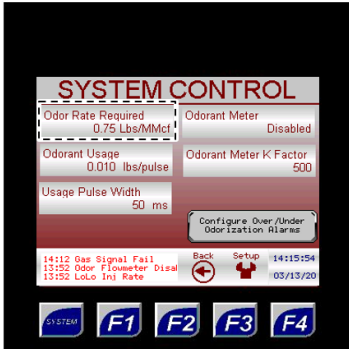 SYSTEM CONTROL
Odor Rate Required
0.75 Lbs/MMcf
Odorant Meter
Disabled
Odorant Usage
0.010 lbs/pulse
Odorant Meter K Factor
500
Usage Pulse Width
50 ms
Configure Over/Under
Odorization Alarms
14:12 Gas Signal Fail
13:52 Odor Flowmeter Disa
13:52 LoLo Inj Rate
Back
Setup
14:15:54
03/13/20
SYSTEM
F1
F2
F3
F4